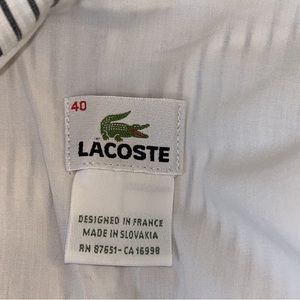 40
LACOSTE
DESIGNED IN FRANCE
MADE IN SLOVAKIA
RN 87651-CA 16998